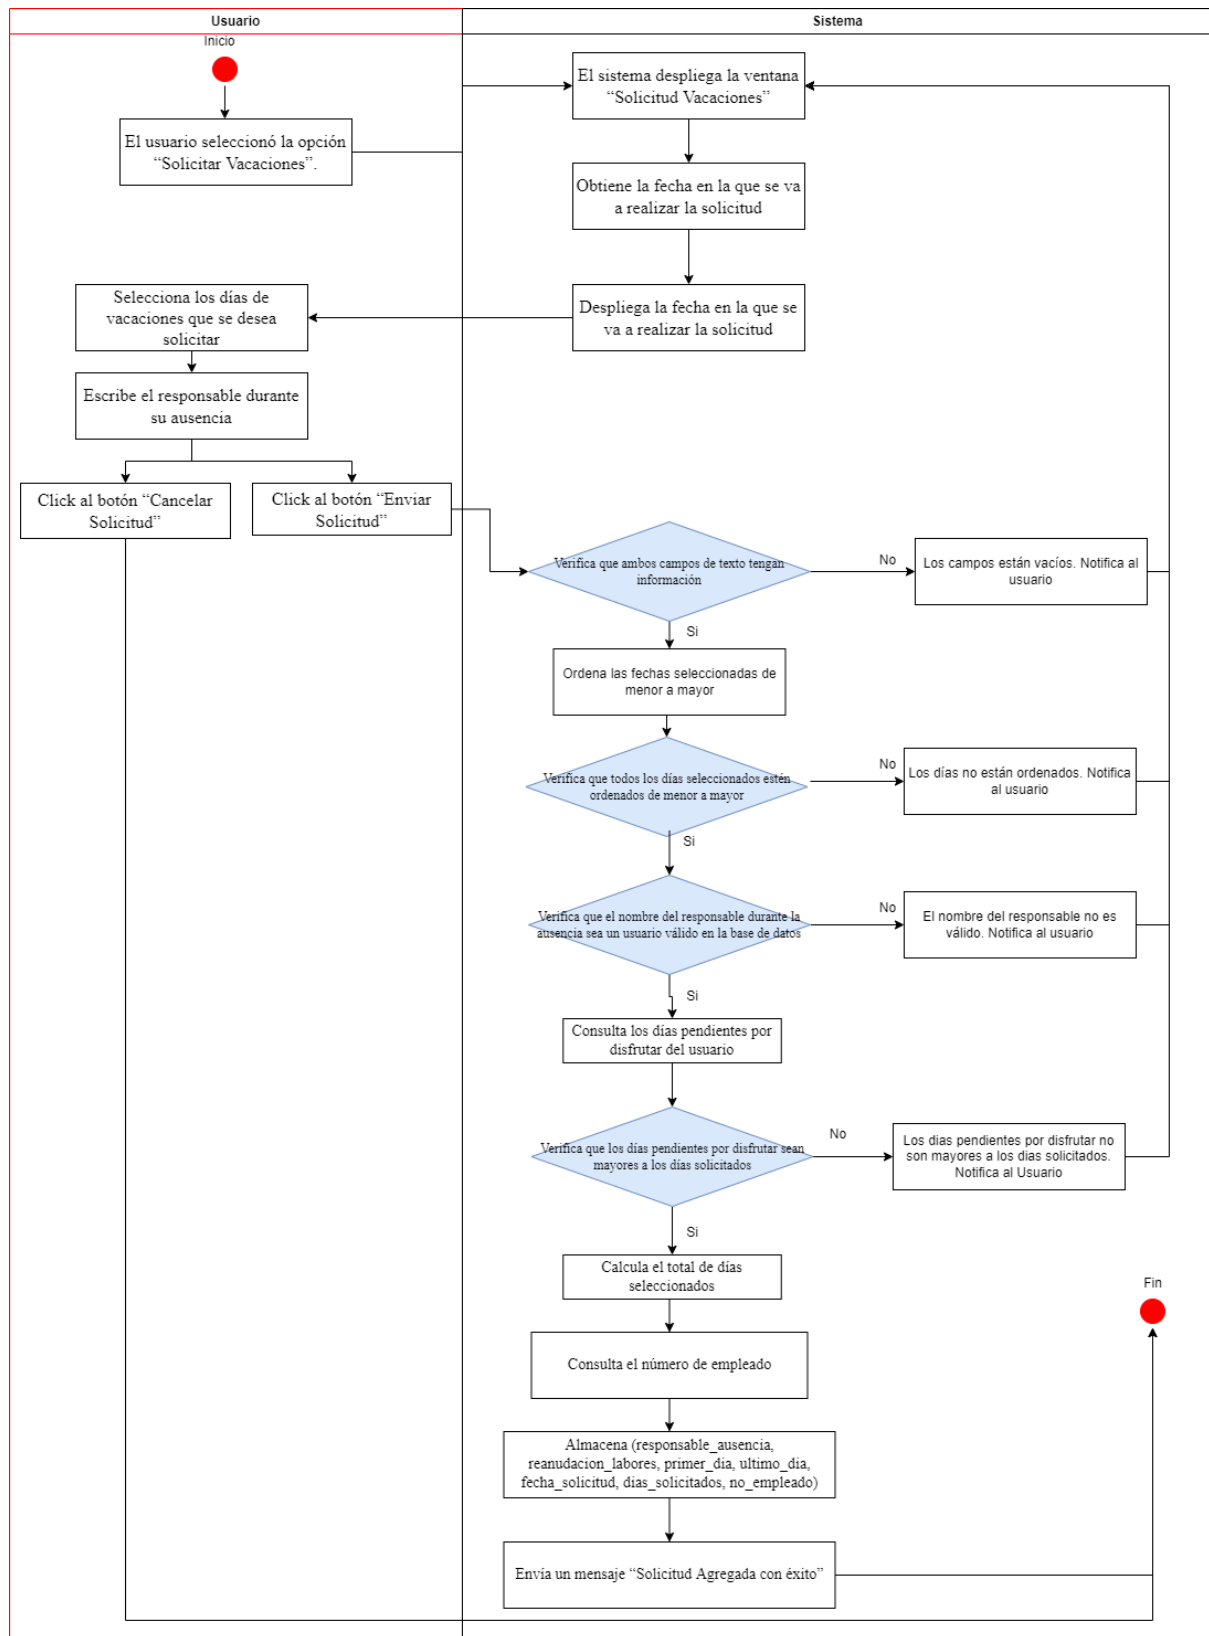 Usuario
Sistema
Inicio
El usuario seleccionó la opción
“Solicitar Vacaciones”.
El sistema despliega la ventana
“Solicitud Vacaciones”
Obtiene la fecha en la que se va
a realizar la solicitud
Despliega la fecha en la que se
va a realizar la solicitud
Selecciona los días de
vacaciones que se desea
solicitar
Escribe el responsable durante
su ausencia
Click al botón “Cancelar
Solicitud”
Click al botón “Enviar
Solicitud”
Verifica que ambos campos de texto tengan
información
No
Los campos están vacíos. Notifica al
usuario
Si
Ordena las fechas seleccionadas de
menor a mayor
Verifica que todos los días seleccionados estén
ordenados de menor a mayor
No
Los días no están ordenados. Notifica
al usuario
Si
Verifica que el nombre del responsable durante la
ausencia sea un usuario válido en la base de datos
No
El nombre del responsable no es
válido. Notifica al usuario
Si
Consulta los días pendientes por
disfrutar del usuario
Verifica que los días pendientes por disfrutar sean
mayores a los días solicitados
No
Los dias pendientes por disfrutar no
son mayores a los dias solicitados.
Notifica al Usuario
Si
Calcula el total de días
seleccionados
Fin
Consulta el número de empleado
Almacena (responsable_ausencia,
reanudacion_labores, primer_dia, ultimo_dia,
fecha_solicitud, dias_solicitados, no_empleado)
Envía un mensaje “Solicitud Agregada con éxito”